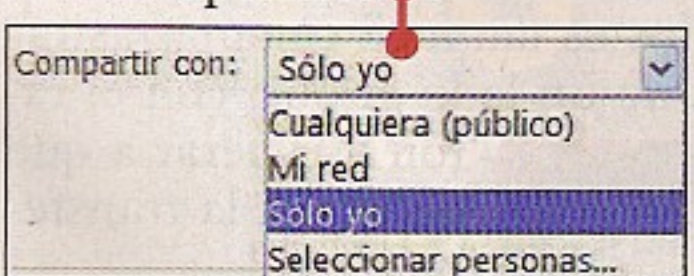 Compartir con: Sólo yo
Cualquiera (público)
Mi red
Sólo yo
Seleccionar personas...